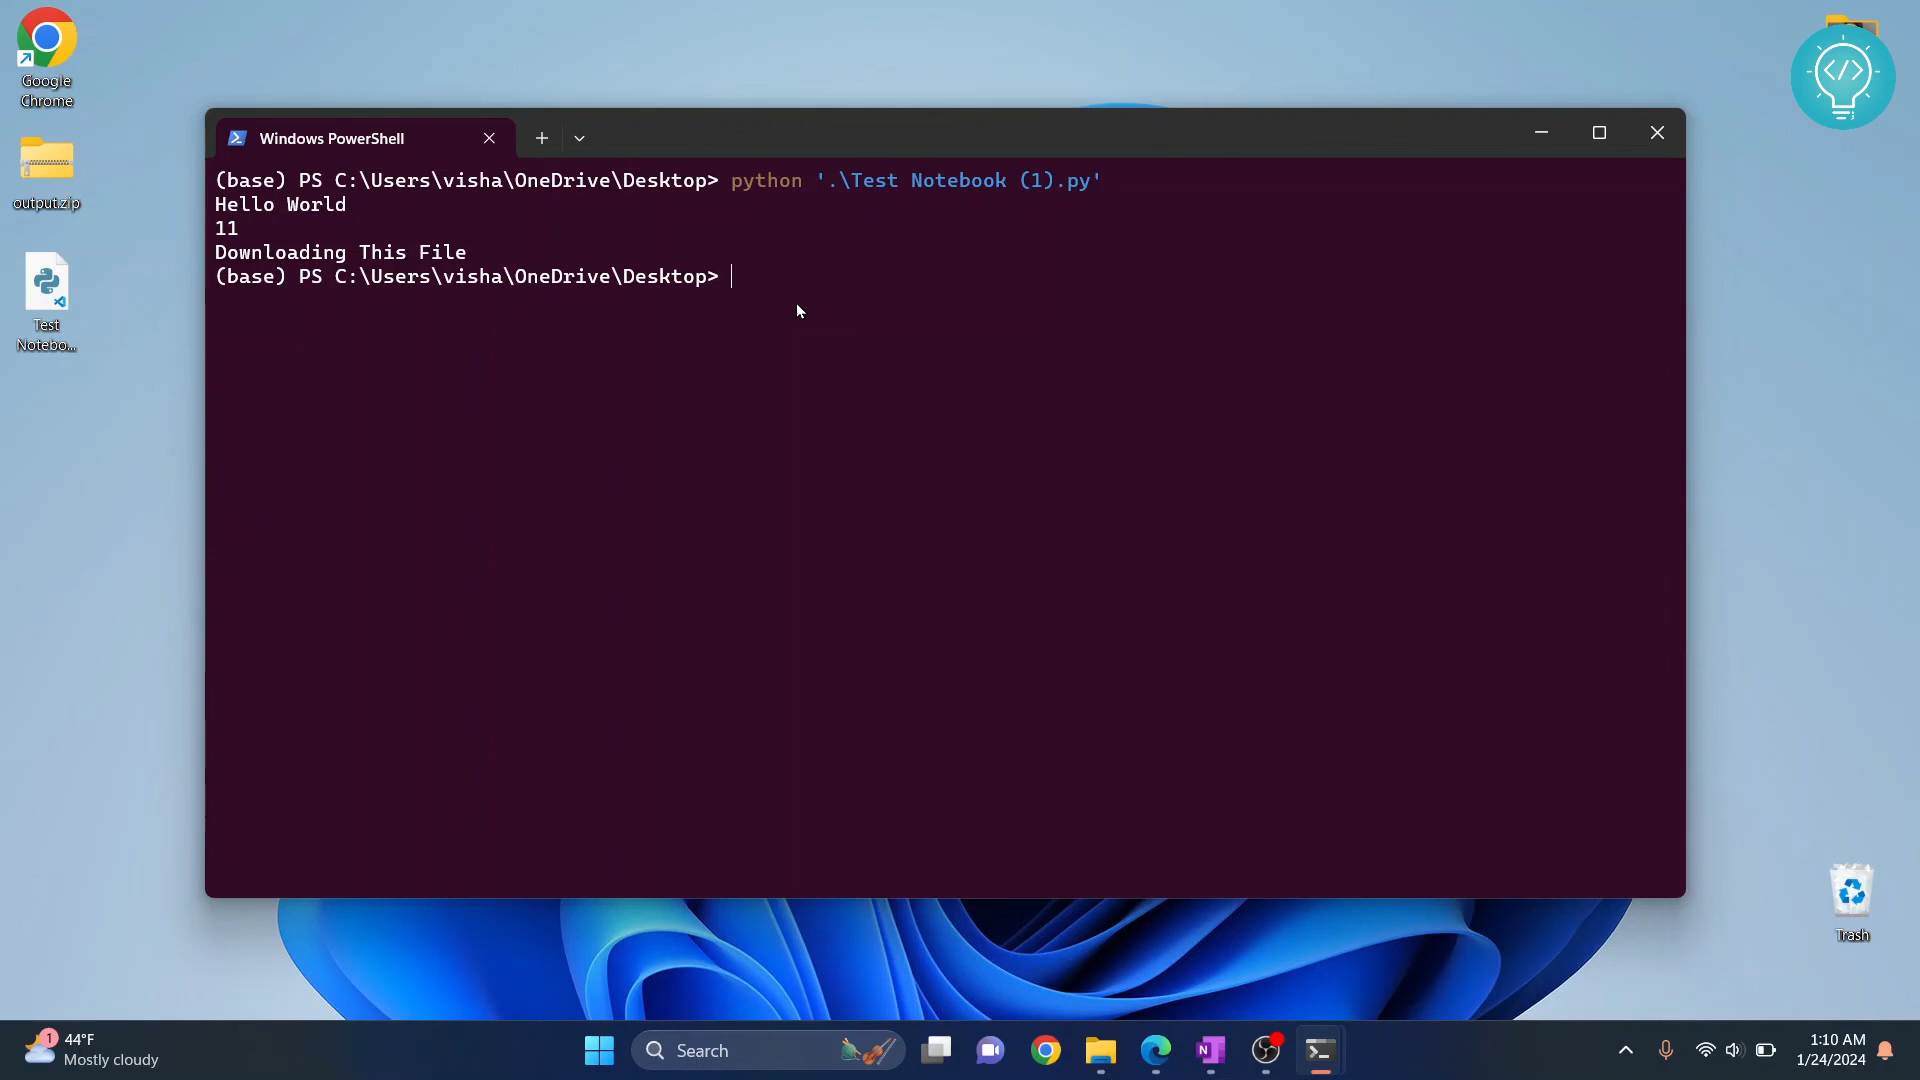 Google
Chrome
output.zip
Test
Notebo...
Windows PowerShell
(base) PS C:\Users\visha\OneDrive\Desktop> python '.\Test Notebook (1).py'
Hello World
11
Downloading This File
(base) PS C:\Users\visha\OneDrive\Desktop>
</>
Trash
1
44°F
Mostly cloudy
Search
N
1:10 AM
1/24/2024